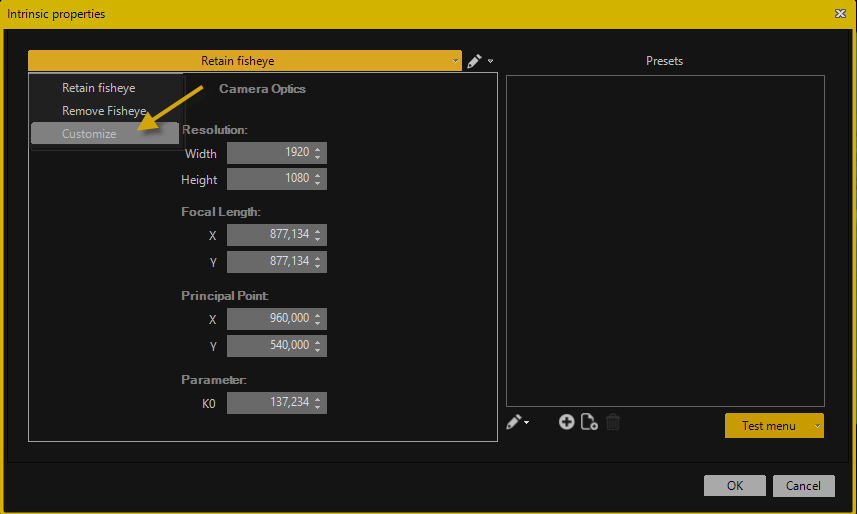 Intrinsic properties
Retain fisheye
Presets
Retain fisheye
Remove Fisheye
Customize
Camera Optics
Resolution:
Width 1920
Height 1080
Focal Length:
X 877,134
Y 877,134
Principal Point:
X 960,000
Y 540,000
Parameter:
K0 137,234
Test menu
OK Cancel